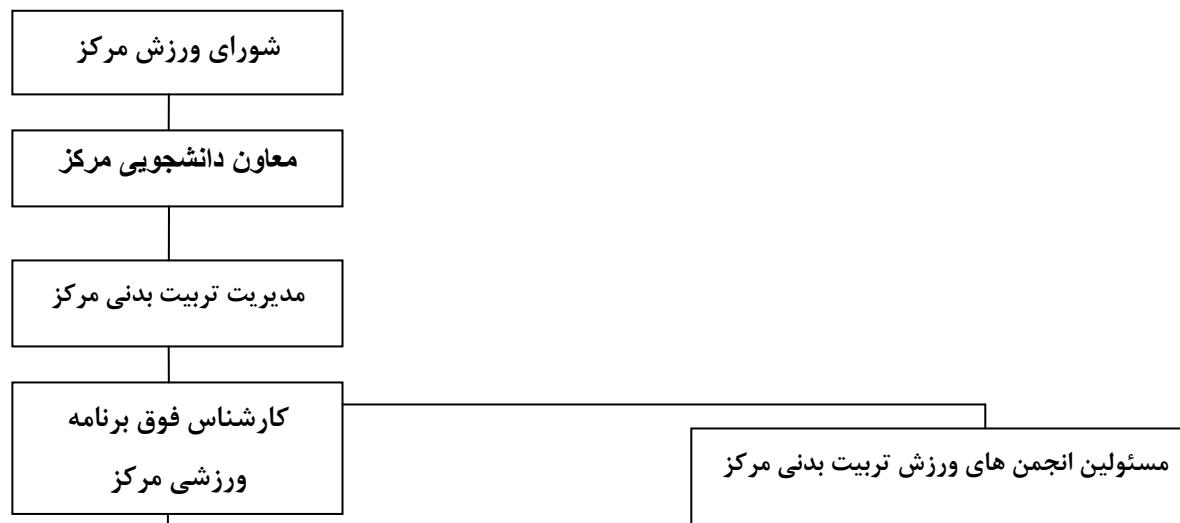 شورای ورزش مرکز
معاون دانشجویی مرکز
مدیریت تربیت بدنی مرکز
کارشناس فوق برنامه
ورزشی مرکز
مسئولین انجمن های ورزش تربیت بدنی مرکز